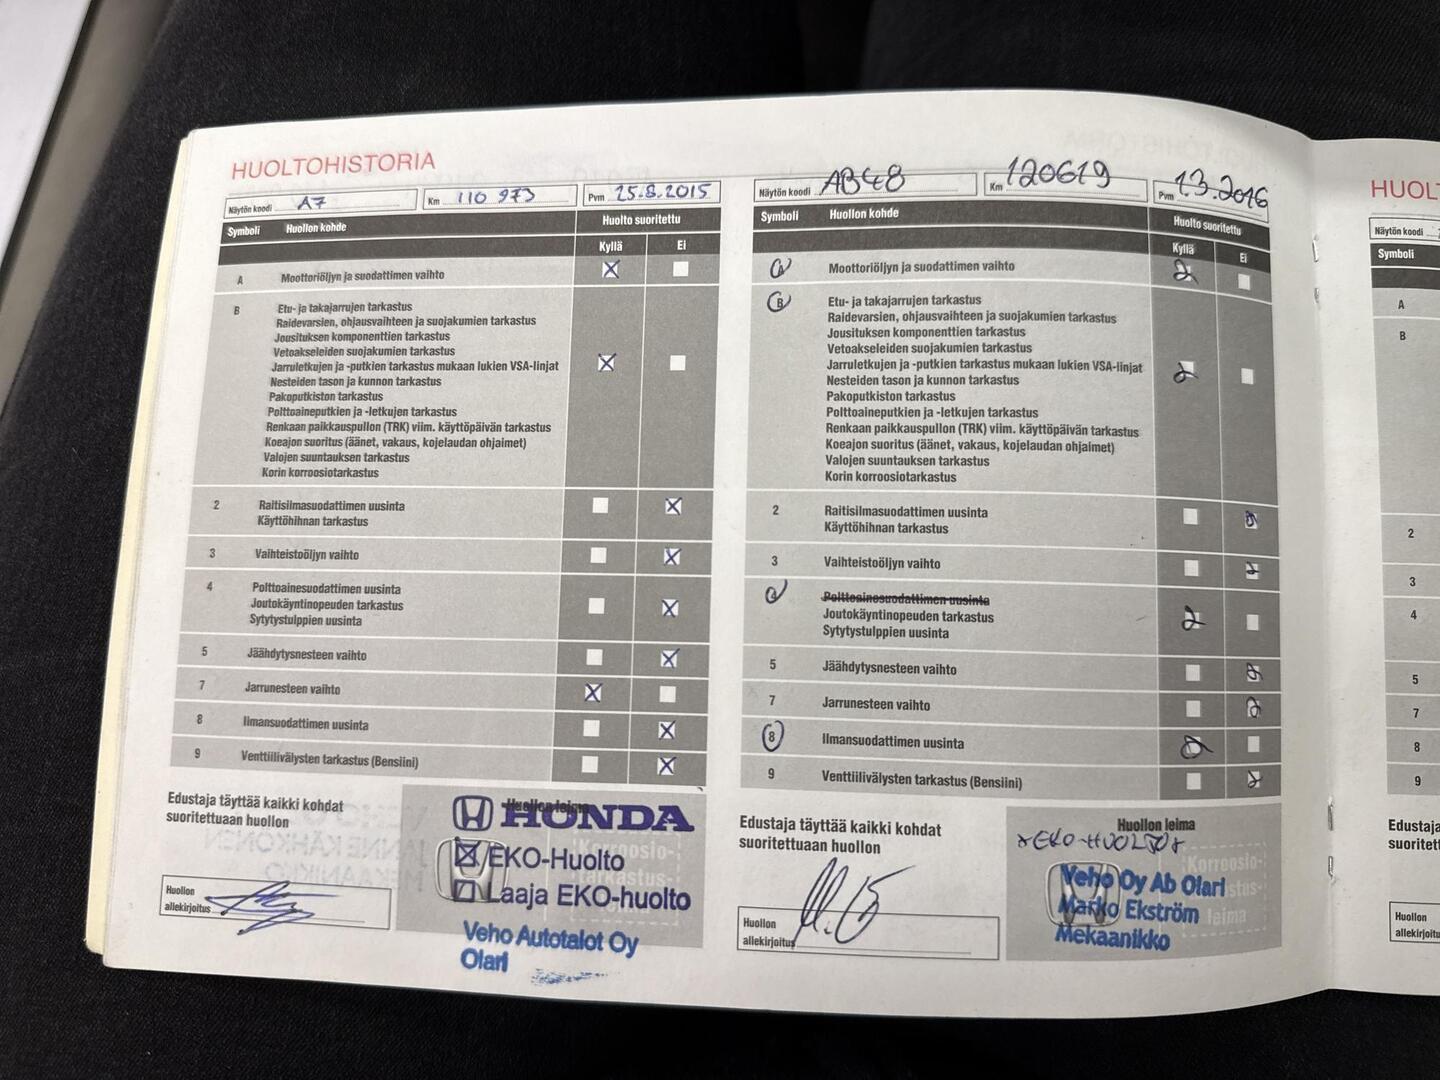 HUOLTOHISTORIA
Näytön koodi A7 Km 110 973 Pvm 25.8.2015
Symboli Huollon kohde Huolto suoritettu
Kyllä Ei
A Moottoriöljyn ja suodattimen vaihto
B Etu- ja takajarrujen tarkastus
Raidevarsien, ohjausvaihteen ja suojakumien tarkastus
Jousituksen komponenttien tarkastus
Vetoakseleiden suojakumien tarkastus
Jarruletkujen ja -putkien tarkastus mukaan lukien VSA-linjat
Nesteiden tason ja kunnon tarkastus
Pakoputkiston tarkastus
Polttoaineputkien ja -letkujen tarkastus
Renkaan paikkauspullon (TRK) viim. käyttöpäivän tarkastus
Koeajon suoritus (äänet, vakaus, kojelaudan ohjaimet)
Valojen suuntauksen tarkastus
Korin korroosiotarkastus
2 Raitisilmasuodattimen uusinta
Käyttöhihnan tarkastus
3 Vaihteistoöljyn vaihto
4 Polttoainesuodattimen uusinta
Joutokäyntinopeuden tarkastus
Sytytystulppien uusinta
5 Jäähdytysnesteen vaihto
7 Jarrunesteen vaihto
8 Ilmansuodattimen uusinta
9 Venttiilivälysten tarkastus (Bensiini)
Edustaja täyttää kaikki kohdat
suoritettuaan huollon
Huollon leima
HONDA
EKO-Huolto
Laaja EKO-huolto
Veho Autotalot Oy
Olari
Huollon
allekirjoitus
Näytön koodi AB48 Km 120619 Pvm 1.3.2016
Symboli Huollon kohde Huolto suoritettu
Kyllä Ei
A Moottoriöljyn ja suodattimen vaihto
B Etu- ja takajarrujen tarkastus
Raidevarsien, ohjausvaihteen ja suojakumien tarkastus
Jousituksen komponenttien tarkastus
Vetoakseleiden suojakumien tarkastus
Jarruletkujen ja -putkien tarkastus mukaan lukien VSA-linjat
Nesteiden tason ja kunnon tarkastus
Pakoputkiston tarkastus
Polttoaineputkien ja -letkujen tarkastus
Renkaan paikkauspullon (TRK) viim. käyttöpäivän tarkastus
Koeajon suoritus (äänet, vakaus, kojelaudan ohjaimet)
Valojen suuntauksen tarkastus
Korin korroosiotarkastus
2 Raitisilmasuodattimen uusinta
Käyttöhihnan tarkastus
3 Vaihteistoöljyn vaihto
Polttoainesuodattimen uusinta
Joutokäyntinopeuden tarkastus
Sytytystulppien uusinta
5 Jäähdytysnesteen vaihto
7 Jarrunesteen vaihto
8 Ilmansuodattimen uusinta
9 Venttiilivälysten tarkastus (Bensiini)
Edustaja täyttää kaikki kohdat
suoritettuaan huollon
Huollon leima
EKO-HUOLTO
Korroosio-
tarkastus-
leima
Veho Oy Ab Olari
Marko Ekström
Mekaanikko
Huollon
allekirjoitus
HUOLT
Näytön koodi
Symboli
A
B
2
3
4
5
7
8
9
Edustaja
suoritet
Huollon
allekirjoitu